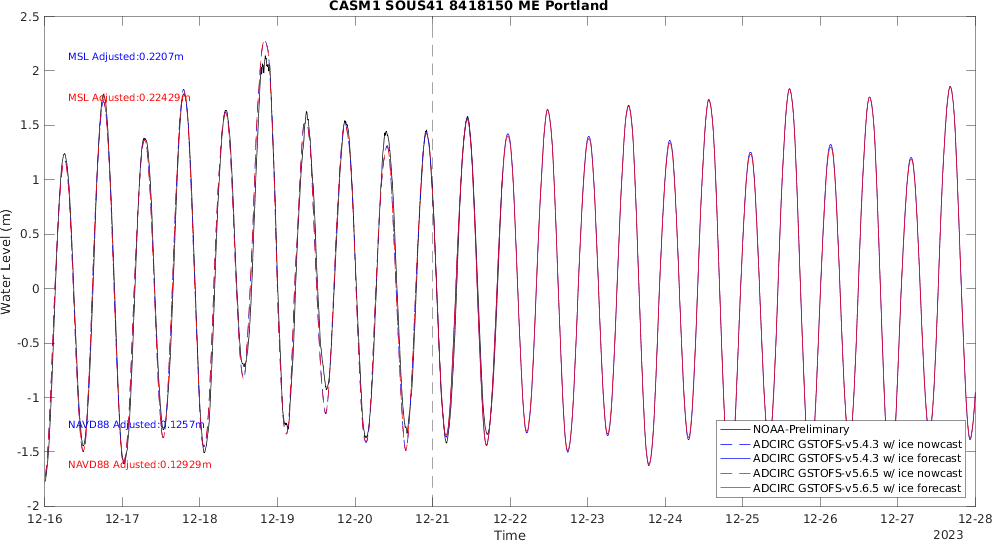 CASM1 SOUS41 8418150 ME Portland
2.5
2
1.5
1
0.5
0
-0.5
-1
-1.5
-2
Water Level (m)
MSL Adjusted:0.2207m
MSL Adjusted:0.22429m
NAVD88 Adjusted:0.1257m
NAVD88 Adjusted:0.12929m
NOAA-Preliminary
ADCIRC GSTOFS-v5.4.3 w/ ice nowcast
ADCIRC GSTOFS-v5.4.3 w/ ice forecast
ADCIRC GSTOFS-v5.6.5 w/ ice nowcast
ADCIRC GSTOFS-v5.6.5 w/ ice forecast
12-16 12-17 12-18 12-19 12-20 12-21 12-22 12-23 12-24 12-25 12-26 12-27 12-28
Time
2023